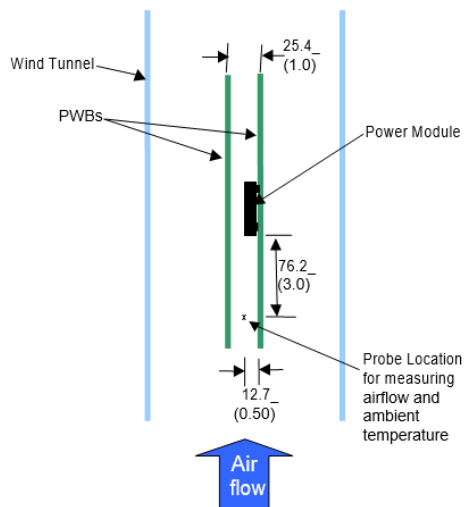 25.4_
(1.0)
Wind Tunnel
PWBs
Power Module
76.2_
(3.0)
x
Probe Location
for measuring
airflow and
ambient
temperature
12.7_
(0.50)
Air
flow